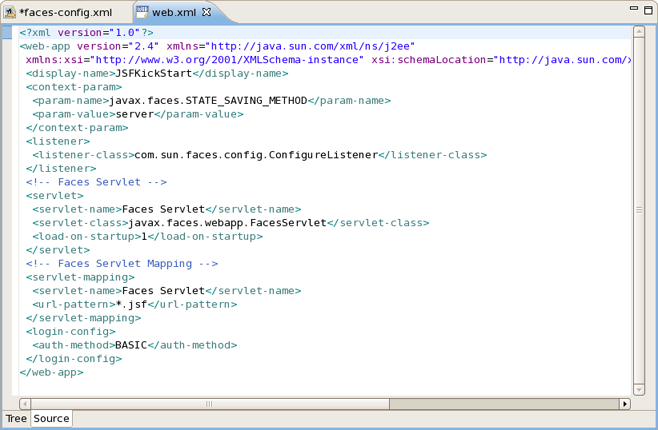 *faces-config.xml web.xml
<?xml version="1.0"?>
<web-app version="2.4" xmlns="http://java.sun.com/xml/ns/j2ee"
xmlns:xsi="http://www.w3.org/2001/XMLSchema-instance" xsi:schemaLocation="http://java.sun.com/x
<display-name>JSFKickStart</display-name>
<context-param>
<param-name>javax.faces.STATE_SAVING_METHOD</param-name>
<param-value>server</param-value>
</context-param>
<listener>
<listener-class>com.sun.faces.config.ConfigureListener</listener-class>
</listener>
<!-- Faces Servlet -->
<servlet>
<servlet-name>Faces Servlet</servlet-name>
<servlet-class>javax.faces.webapp.FacesServlet</servlet-class>
<load-on-startup>1</load-on-startup>
</servlet>
<!-- Faces Servlet Mapping -->
<servlet-mapping>
<servlet-name>Faces Servlet</servlet-name>
<url-pattern>*.jsf</url-pattern>
</servlet-mapping>
<login-config>
<auth-method>BASIC</auth-method>
</login-config>
</web-app>
Tree Source